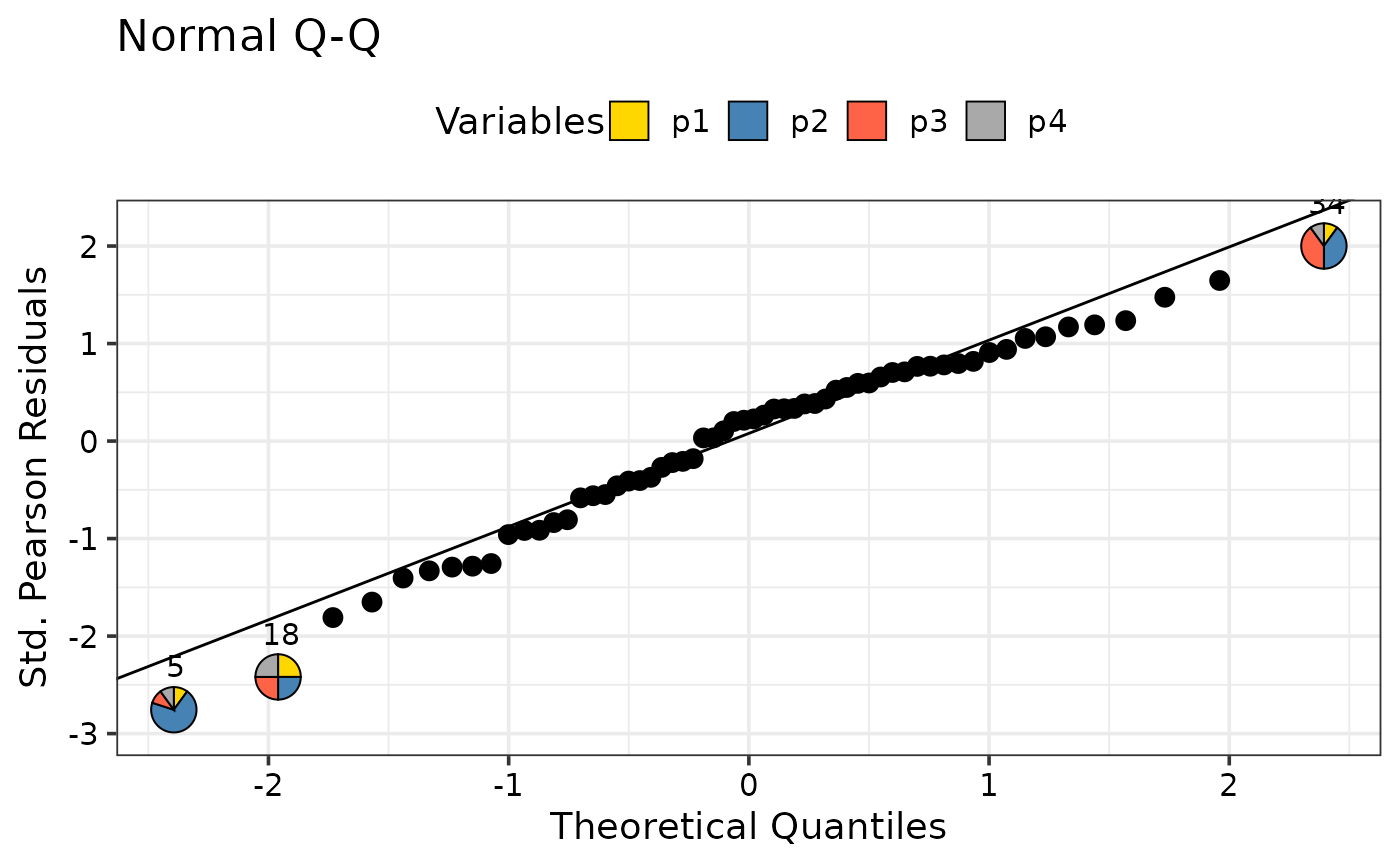 Normal Q-Q
Variables p1 p2 p3 p4
34
2
1
0
-1
-2
-3
18
5
Std. Pearson Residuals
-2 -1 0 1 2
Theoretical Quantiles